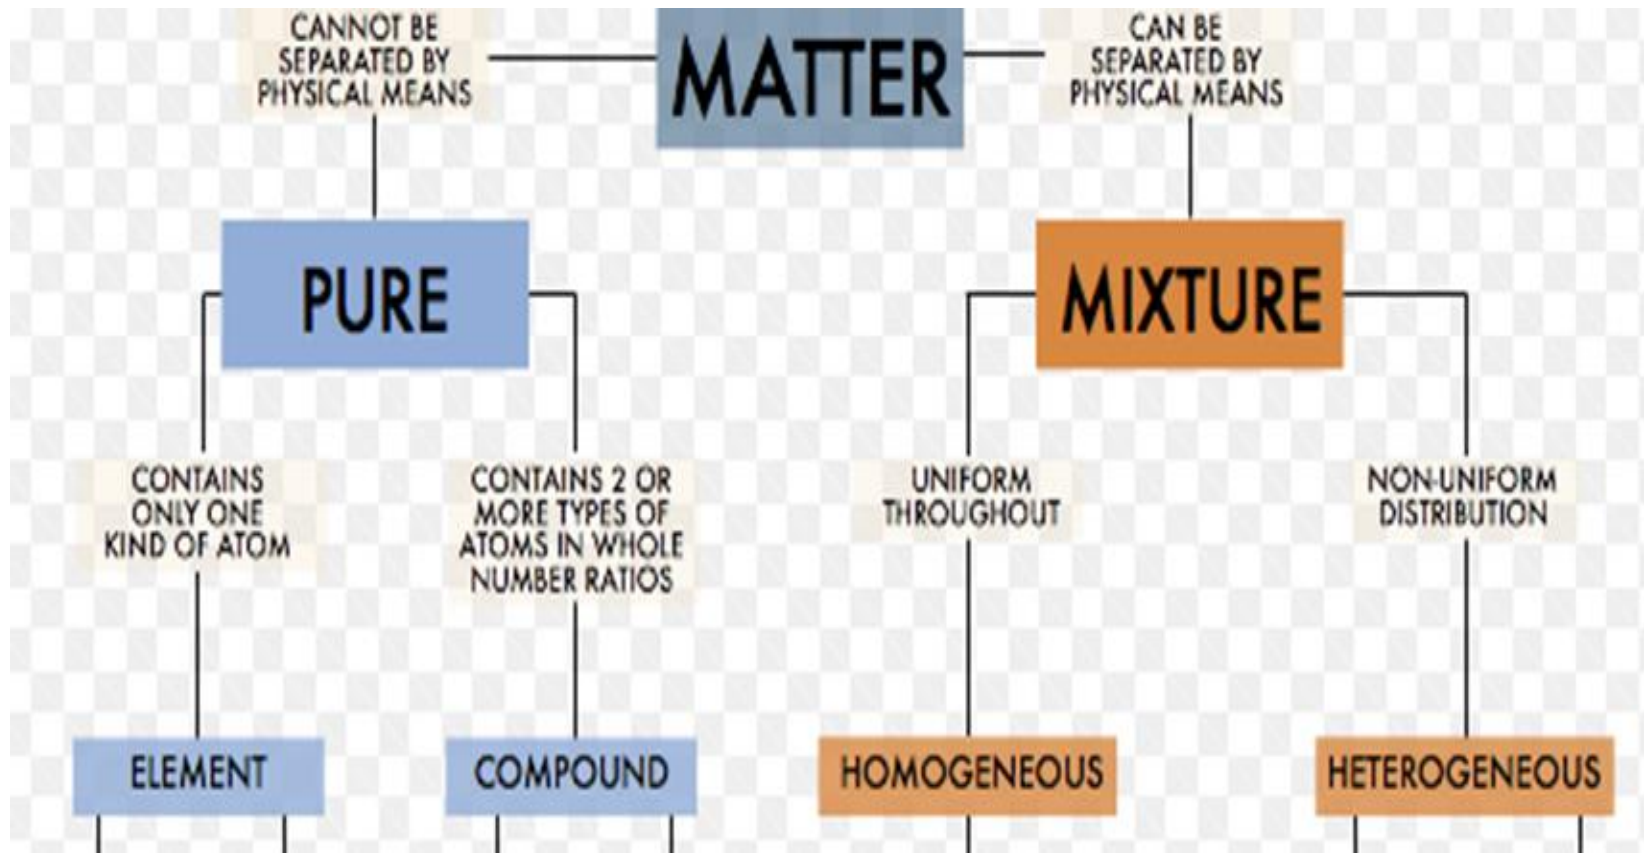 MATTER
CANNOT BE
SEPARATED BY
PHYSICAL MEANS
CAN BE
SEPARATED BY
PHYSICAL MEANS
PURE
MIXTURE
CONTAINS
ONLY ONE
KIND OF ATOM
CONTAINS 2 OR
MORE TYPES OF
ATOMS IN WHOLE
NUMBER RATIOS
UNIFORM
THROUGHOUT
NON-UNIFORM
DISTRIBUTION
ELEMENT
COMPOUND
HOMOGENEOUS
HETEROGENEOUS